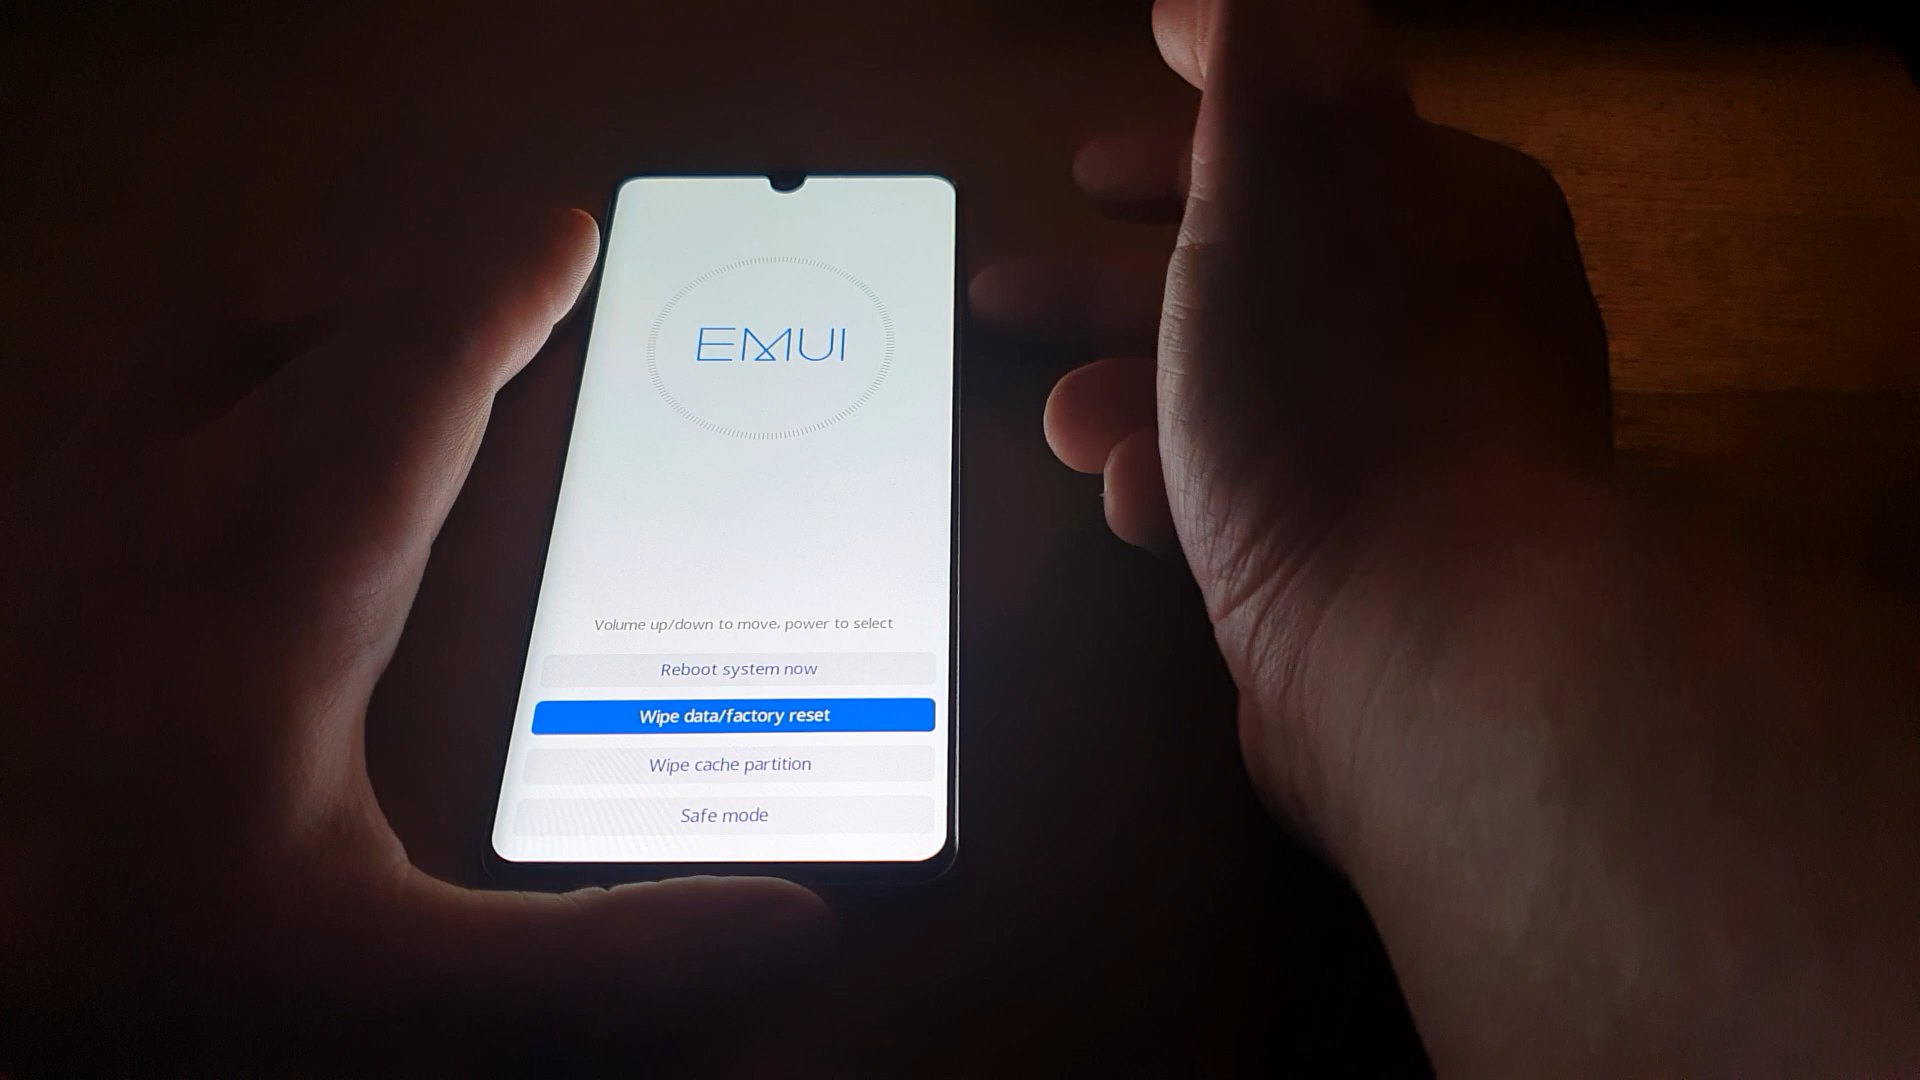 EMUI
Volume up/down to move, power to select
Reboot system now
Wipe data/factory reset
Wipe cache partition
Safe mode